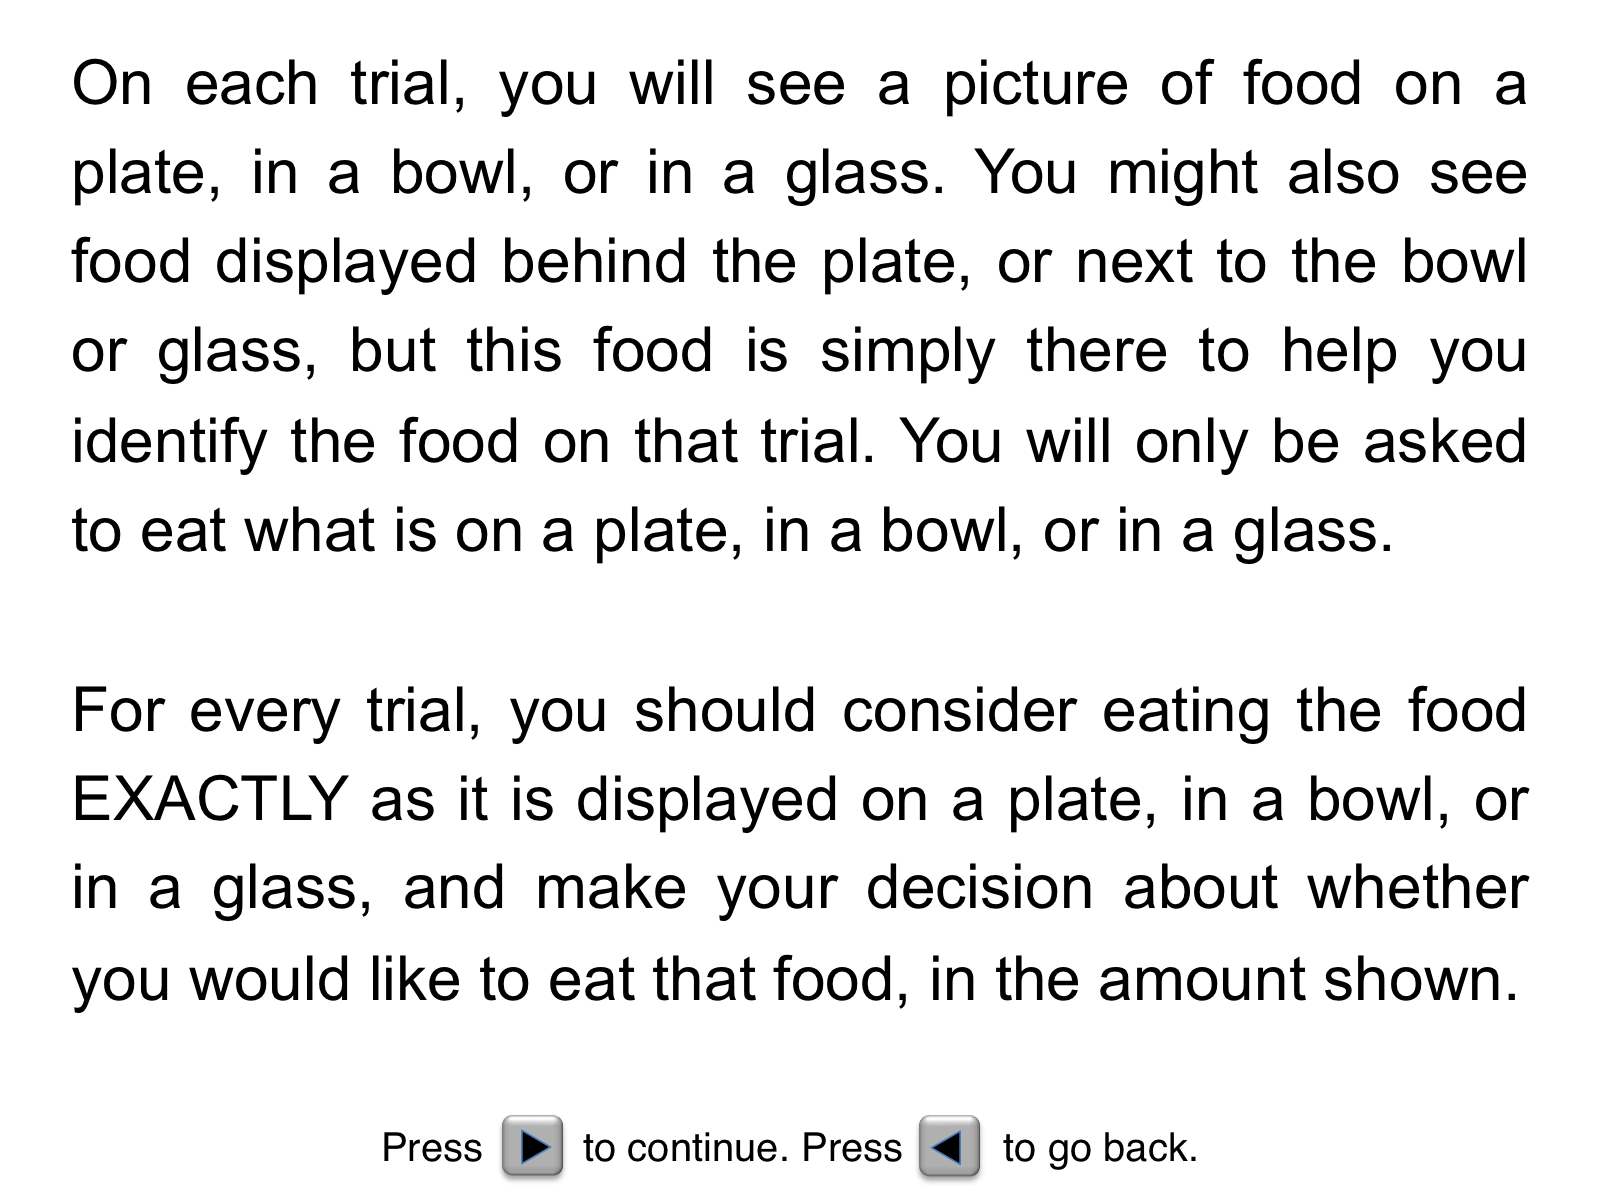 On each trial, you will see a picture of food on a
plate, in a bowl, or in a glass. You might also see
food displayed behind the plate, or next to the bowl
or glass, but this food is simply there to help you
identify the food on that trial. You will only be asked
to eat what is on a plate, in a bowl, or in a glass.
For every trial, you should consider eating the food
EXACTLY as it is displayed on a plate, in a bowl, or
in a glass, and make your decision about whether
you would like to eat that food, in the amount shown.
Press to continue. Press to go back.